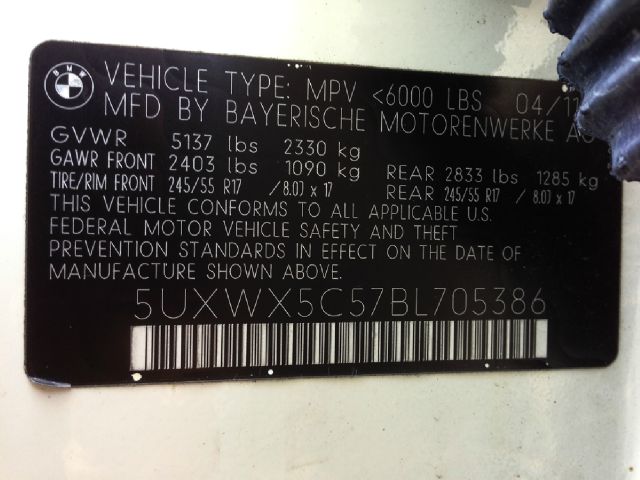 BMW
VEHICLE TYPE: MPV <6000 LBS 04/11
MFD BY BAYERISCHE MOTORENWERKE AG
GVWR 5137 lbs 2330 kg
GAWR FRONT 2403 lbs 1090 kg REAR 2833 lbs 1285 kg
TIRE/RIM FRONT 245/55 R17 / 8.0J x 17 REAR 245/55 R17 / 8.0J x 17
THIS VEHICLE CONFORMS TO ALL APPLICABLE U.S.
FEDERAL MOTOR VEHICLE SAFETY AND THEFT
PREVENTION STANDARDS IN EFFECT ON THE DATE OF
MANUFACTURE SHOWN ABOVE.
5UXWX5C57BL705386